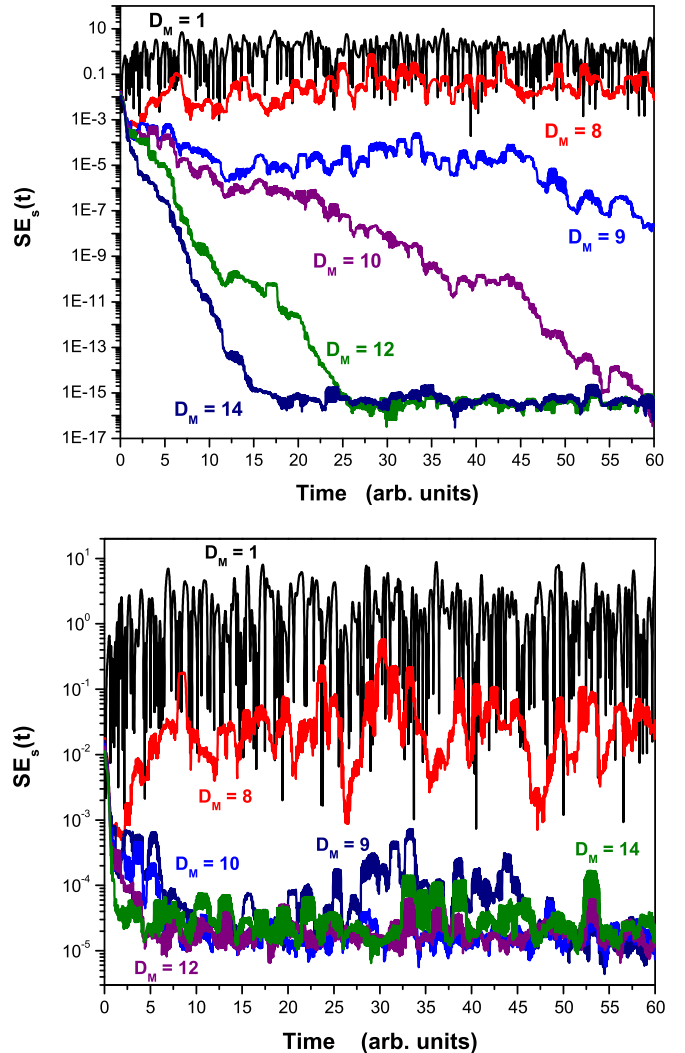 D_M = 1
10
0.1
1E-3
1E-5
1E-7
1E-9
1E-11
1E-13
1E-15
1E-17
SE_s(t)
D_M = 8
D_M = 9
D_M = 10
D_M = 12
D_M = 14
0 5 10 15 20 25 30 35 40 45 50 55 60
Time (arb. units)
D_M = 1
10^1
10^0
10^-1
10^-2
10^-3
10^-4
10^-5
SE_s(t)
D_M = 8
D_M = 10
D_M = 9
D_M = 14
D_M = 12
0 5 10 15 20 25 30 35 40 45 50 55 60
Time (arb. units)